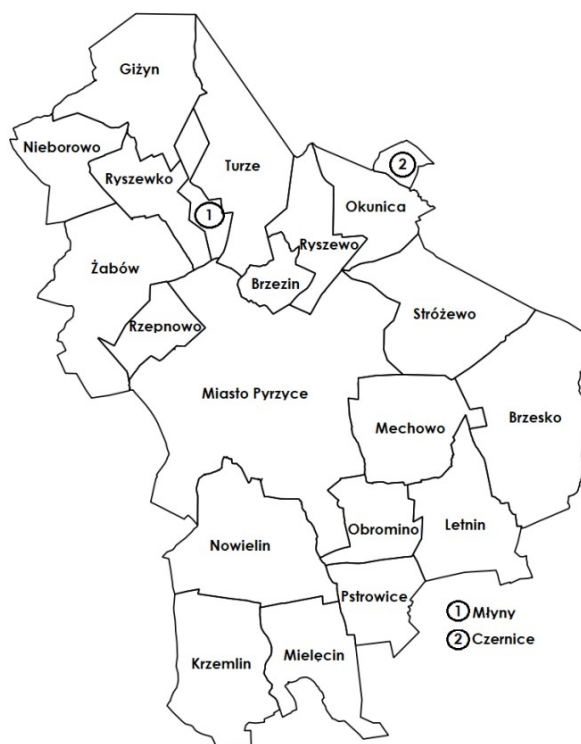 Giżyn
Nieborowo
Ryszewko
Turze
2
Okunica
1
Ryszewo
Żabów
Brzezin
Rzepnowo
Stróżewo
Miasto Pyrzyce
Mechowo
Brzesko
Nowielin
Obromino
Letnin
Pstrowice
Krzemlin
Mielęcin
1 Młyny
2 Czernice